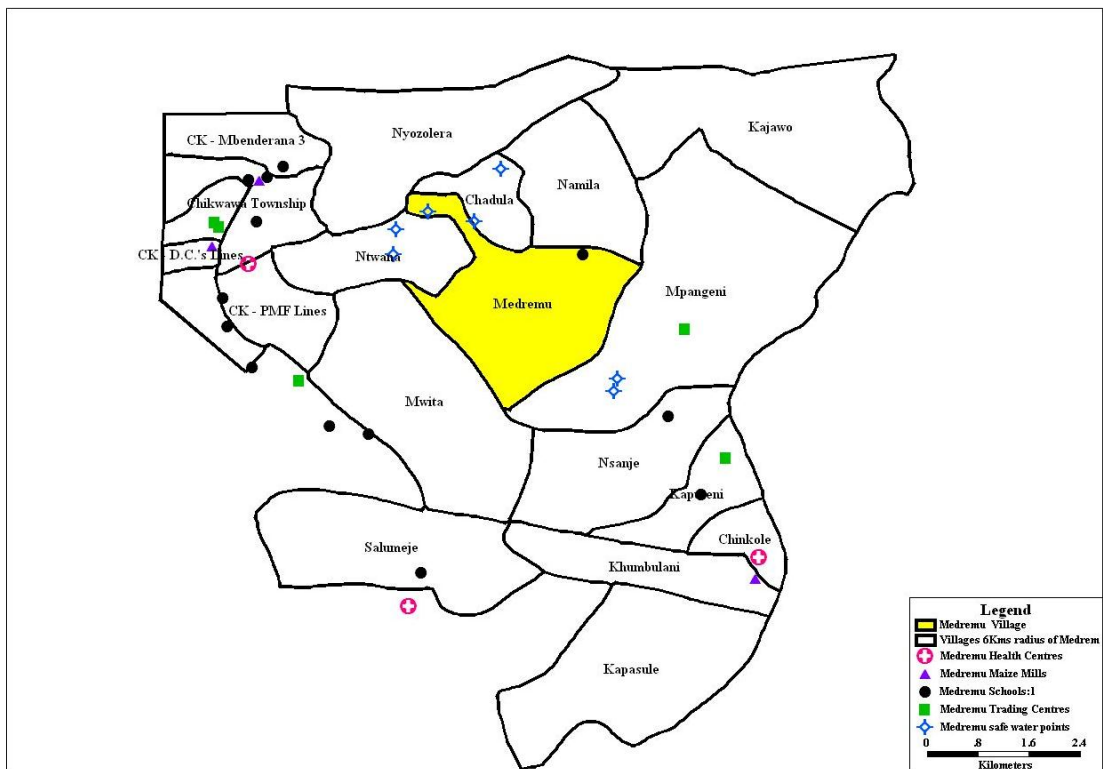 Kajawo
Nyozolera
CK - Mbenderana 3
Namila
Chadula
Chikwawa Township
CK - D.C.'s Lines
Ntwana
Mpangeni
Medremu
CK - PMF Lines
Mwita
Nsanje
Chinkole
Salumeje
Khumbulani
Kapasule
Legend
Medremu Village
Villages 6Kms radius of Medrem
Medremu Health Centres
Medremu Maize Mills
Medremu Schools:1
Medremu Trading Centres
Medremu safe water points
0 .8 1.6 2.4
Kilometers